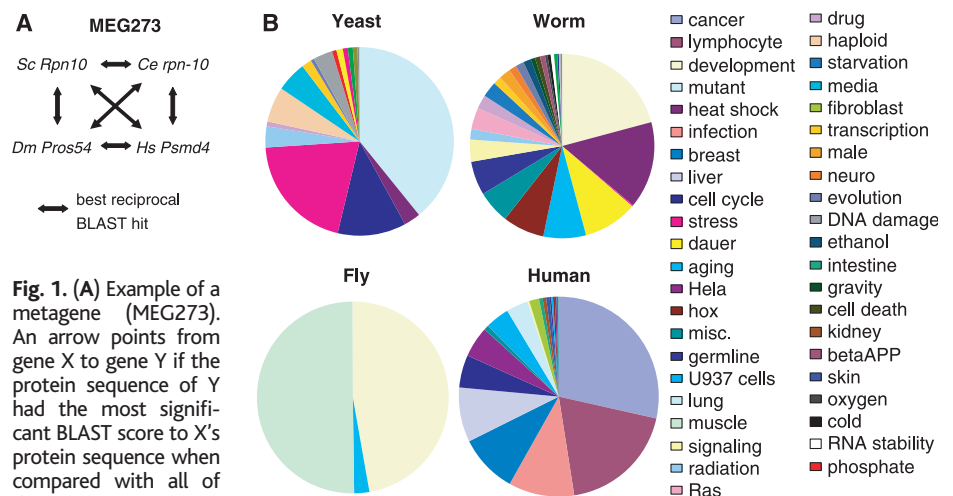 A
MEG273
Sc Rpn10
Ce rpn-10
Dm Pros54
Hs Psmd4
best reciprocal
BLAST hit
Fig. 1. (A) Example of a
metagene (MEG273).
An arrow points from
gene X to gene Y if the
protein sequence of Y
had the most signifi-
cant BLAST score to X's
protein sequence when
compared with all of
B
Yeast
Worm
Fly
Human
cancer
lymphocyte
development
mutant
heat shock
infection
breast
liver
cell cycle
stress
dauer
aging
Hela
hox
misc.
germline
U937 cells
lung
muscle
signaling
radiation
Ras
drug
haploid
starvation
media
fibroblast
transcription
male
neuro
evolution
DNA damage
ethanol
intestine
gravity
cell death
kidney
betaAPP
skin
oxygen
cold
RNA stability
phosphate